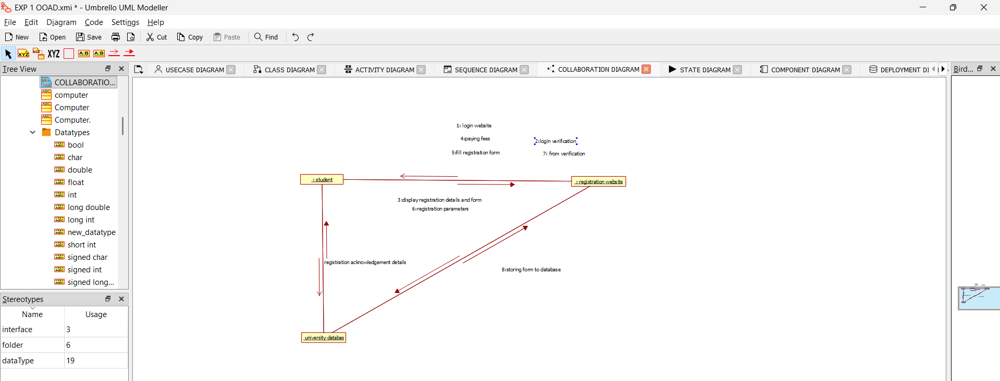 EXP 1 OOAD.xmi * - Umbrello UML Modeller
File Edit Diagram Code Settings Help
New Open Save Cut Copy Paste Find
XYZ XYZ XYZ A:B A:B
Tree View
USECASE DIAGRAM CLASS DIAGRAM ACTIVITY DIAGRAM SEQUENCE DIAGRAM COLLABORATION DIAGRAM STATE DIAGRAM COMPONENT DIAGRAM DEPLOYMENT DI
Bird...
COLLABORATIO...
computer
Computer
Computer.
Datatypes
bool
char
double
float
int
long double
long int
new_datatype
short int
signed char
signed int
signed long...
Stereotypes
Name Usage
interface 3
folder 6
dataType 19
1: login website
4:paying fees
5:fill registration form
2:login verification
7: from verification
: student
: registration website
3:display registration details and form
6:registration parameters
registration acknowledgement details
8:storing form to database
university databas